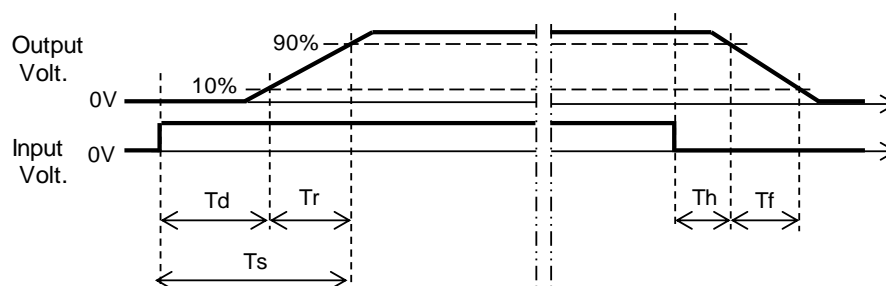 Output
Volt.
90%
10%
0V
Input
Volt.
0V
Td
Tr
Th
Tf
Ts